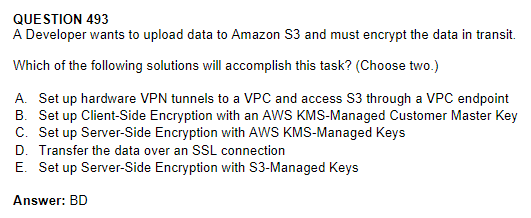 QUESTION 493
A Developer wants to upload data to Amazon S3 and must encrypt the data in transit.
Which of the following solutions will accomplish this task? (Choose two.)
A. Set up hardware VPN tunnels to a VPC and access S3 through a VPC endpoint
B. Set up Client-Side Encryption with an AWS KMS-Managed Customer Master Key
C. Set up Server-Side Encryption with AWS KMS-Managed Keys
D. Transfer the data over an SSL connection
E. Set up Server-Side Encryption with S3-Managed Keys
Answer: BD